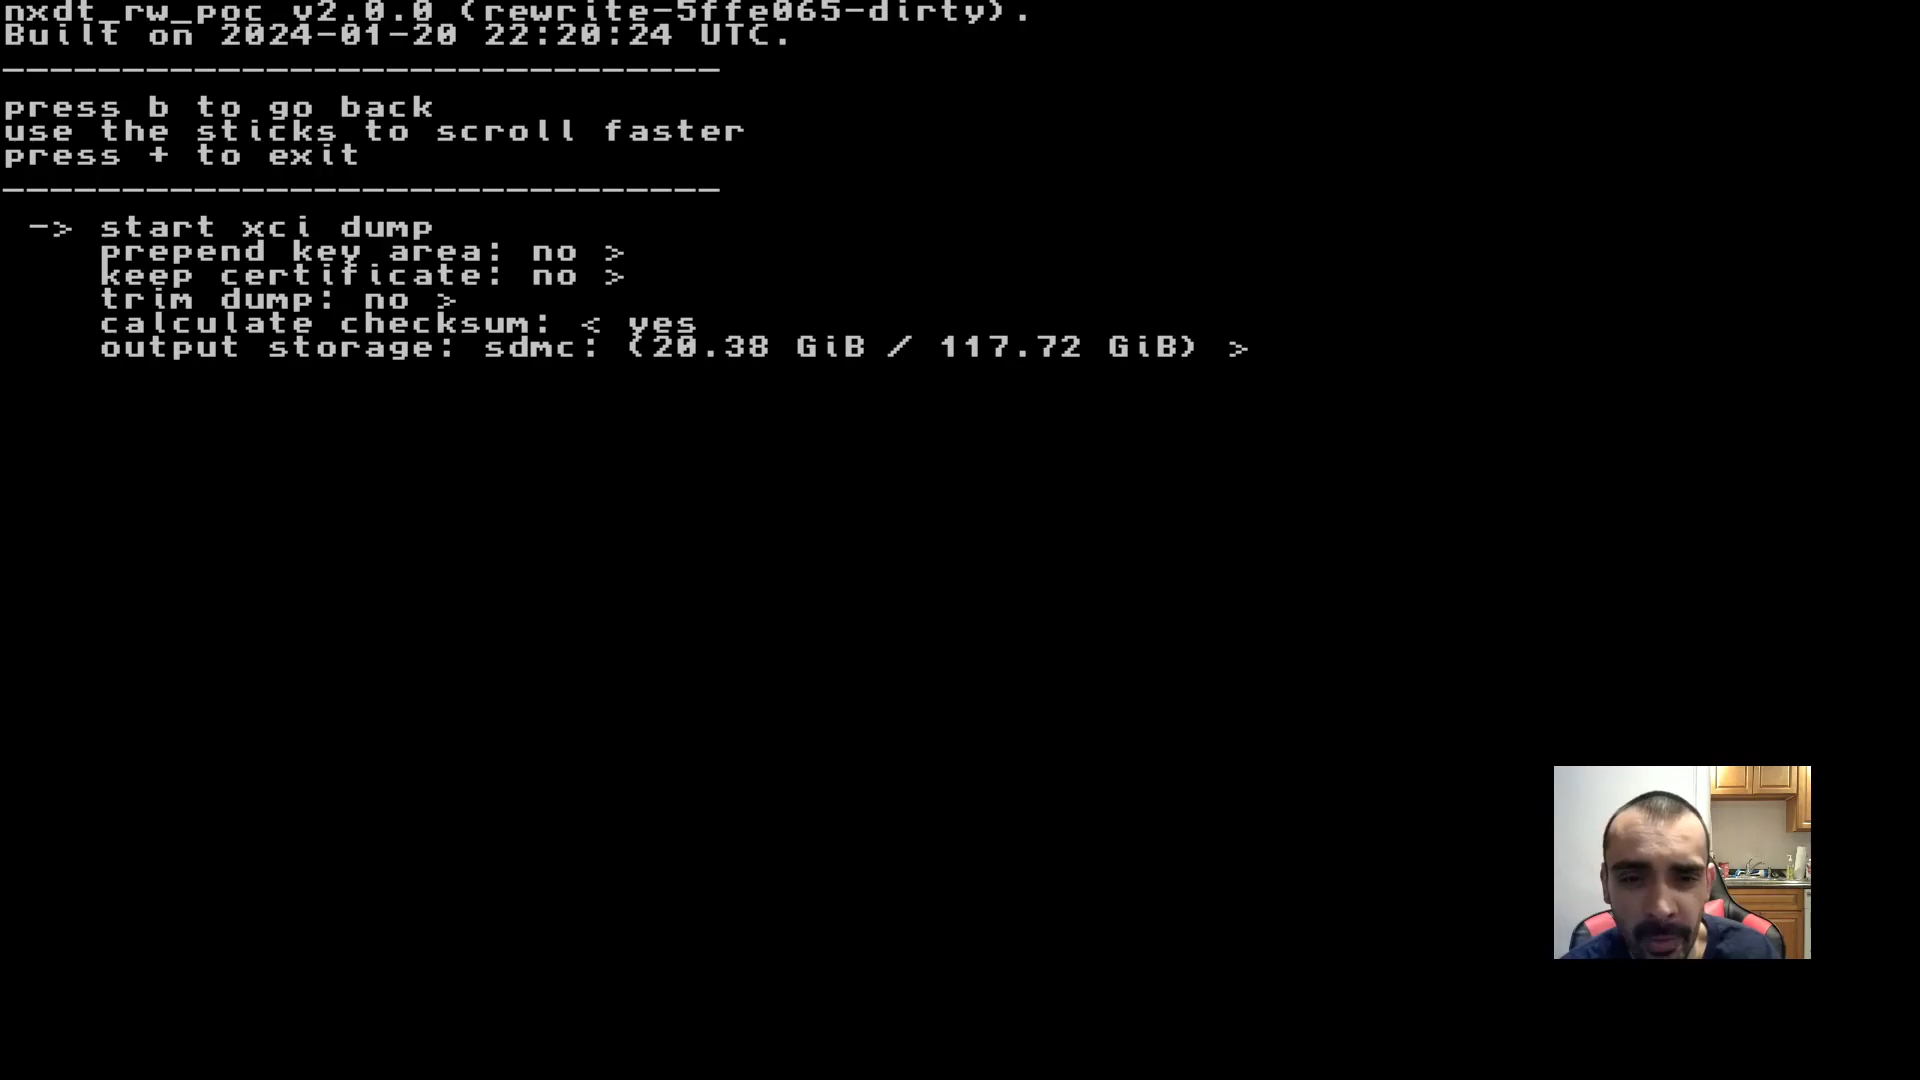 nxdt_rw_poc v2.0.0 (rewrite-5ffe065-dirty).
Built on 2024-01-20 22:20:24 UTC.
______________________________
press b to go back
use the sticks to scroll faster
press + to exit
______________________________
-> start xci dump
prepend key area: no >
keep certificate: no >
trim dump: no >
calculate checksum: < yes
output storage: sdmc: (20.38 GiB / 117.72 GiB) >